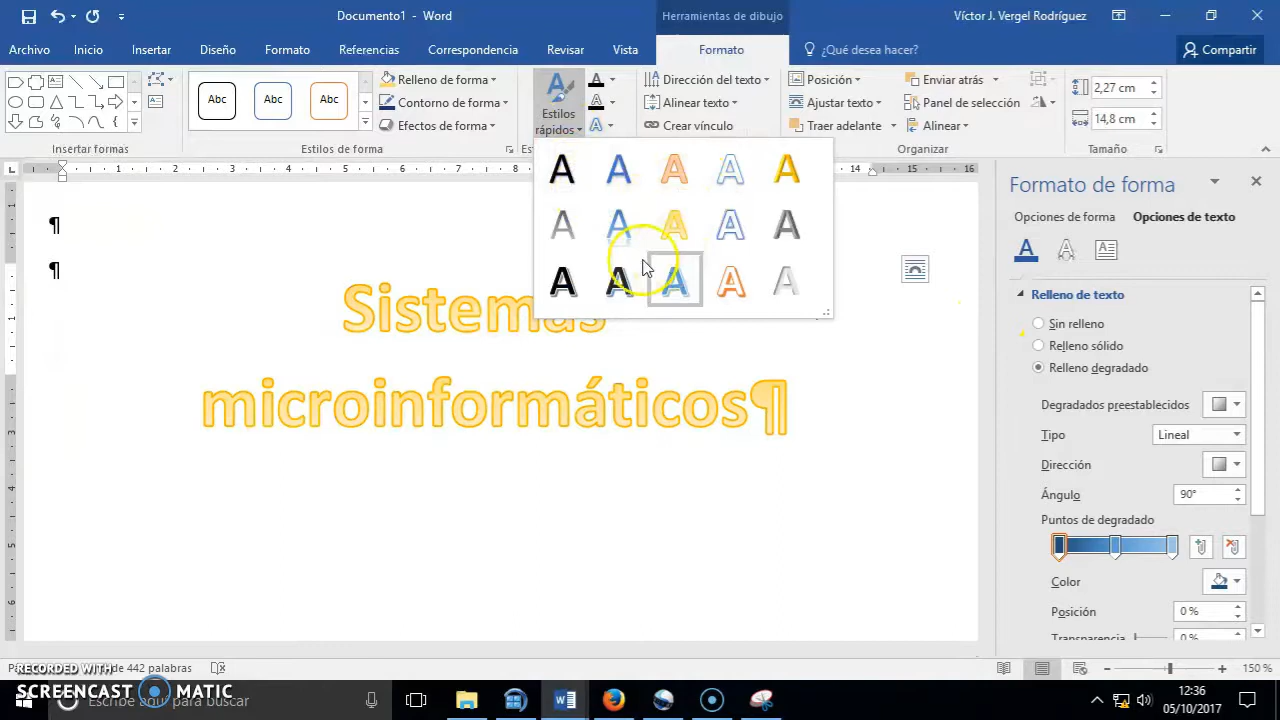 Documento1 - Word
Herramientas de dibujo
Víctor J. Vergel Rodríguez
Archivo
Inicio
Insertar
Diseño
Formato
Referencias
Correspondencia
Revisar
Vista
Formato
¿Qué desea hacer?
Compartir
Abc
Abc
Abc
Relleno de forma
Contorno de forma
Efectos de forma
Estilos
rápidos
Dirección del texto
Alinear texto
Crear vínculo
Posición
Ajustar texto
Traer adelante
Enviar atrás
Panel de selección
Alinear
2,27 cm
14,8 cm
Insertar formas
Estilos de forma
Organizar
Tamaño
A A A A A
A A A A A
A A A A A
Sistemas
microinformáticos¶
¶
¶
Formato de forma
Opciones de forma
Opciones de texto
Relleno de texto
Sin relleno
Relleno sólido
Relleno degradado
Degradados preestablecidos
Tipo
Lineal
Dirección
Ángulo
90°
Puntos de degradado
Color
Posición
0 %
Transparencia
0 %
de 442 palabras
150 %
RECORDED WITH
SCREENCAST MATIC
Escribe aquí para buscar
12:36
05/10/2017